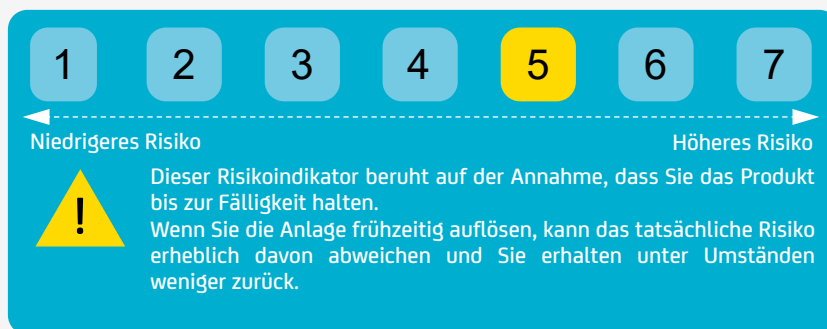 1 2 3 4 5 6 7
Niedrigeres Risiko Höheres Risiko
Dieser Risikoindikator beruht auf der Annahme, dass Sie das Produkt
bis zur Fälligkeit halten.
Wenn Sie die Anlage frühzeitig auflösen, kann das tatsächliche Risiko
erheblich davon abweichen und Sie erhalten unter Umständen
weniger zurück.
!